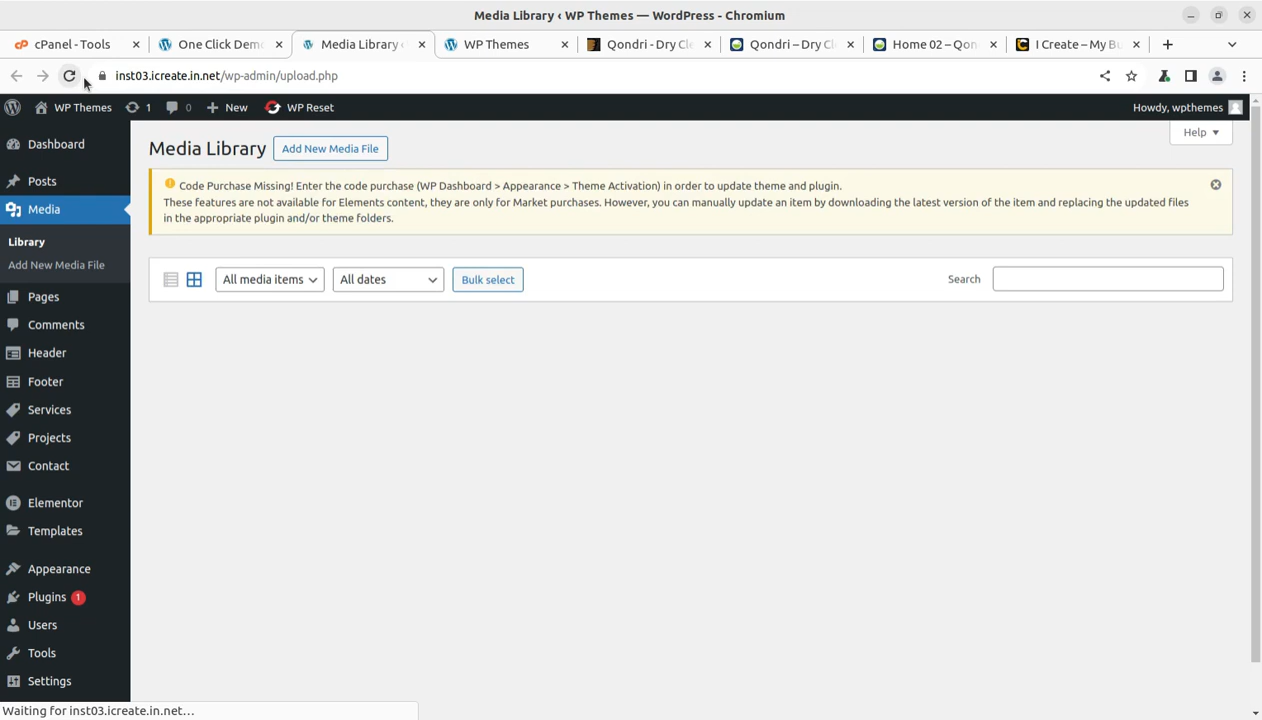 Media Library ‹ WP Themes — WordPress - Chromium
cPanel - Tools
One Click Demo
Media Library ‹
WP Themes
Qondri - Dry Cle
Qondri – Dry Cl
Home 02 – Qon
I Create – My Bu
inst03.icreate.in.net/wp-admin/upload.php
WP Themes
1
0
New
WP Reset
Howdy, wpthemes
Help
Dashboard
Posts
Media
Library
Add New Media File
Pages
Comments
Header
Footer
Services
Projects
Contact
Elementor
Templates
Appearance
Plugins 1
Users
Tools
Settings
Media Library
Add New Media File
Code Purchase Missing! Enter the code purchase (WP Dashboard > Appearance > Theme Activation) in order to update theme and plugin.
These features are not available for Elements content, they are only for Market purchases. However, you can manually update an item by downloading the latest version of the item and replacing the updated files
in the appropriate plugin and/or theme folders.
All media items
All dates
Bulk select
Search
Waiting for inst03.icreate.in.net...